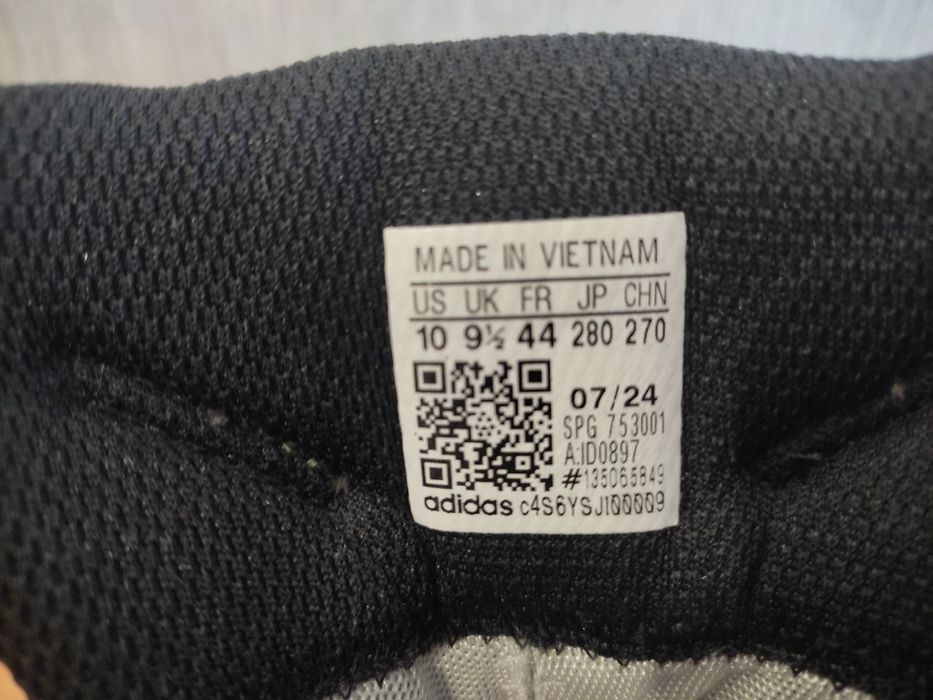 MADE IN VIETNAM
US UK FR JP CHN
10 9½ 44 280 270
07/24
SPG 753001
A:ID0897
#135065849
adidas c4S6YSJ100009